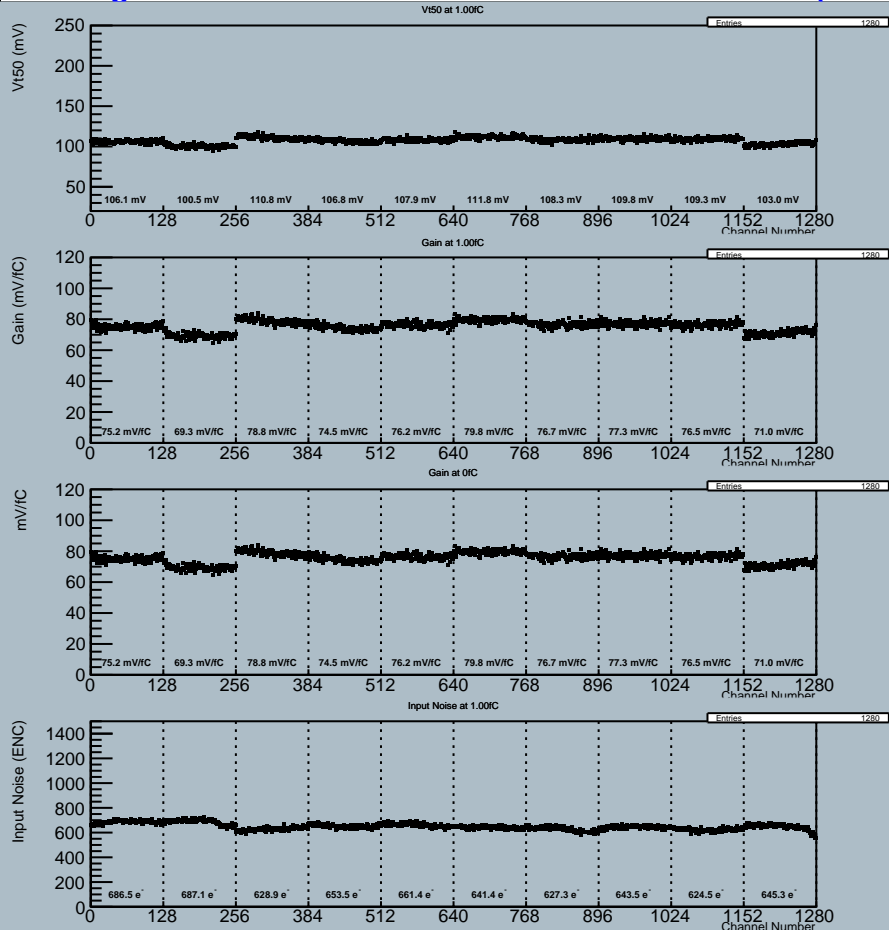 Vt50 at 1.00fC
Entries 1280
Vt50 (mV)
250
200
150
100
50
106.1 mV 100.5 mV 110.8 mV 106.8 mV 107.9 mV 111.8 mV 108.3 mV 109.8 mV 109.3 mV 103.0 mV
0 128 256 384 512 640 768 896 1024 1152 1280
Channel Number
Gain at 1.00fC
Entries 1280
Gain (mV/fC)
120
100
80
60
40
20
0
75.2 mV/fC 69.3 mV/fC 78.8 mV/fC 74.5 mV/fC 76.2 mV/fC 79.8 mV/fC 76.7 mV/fC 77.3 mV/fC 76.5 mV/fC 71.0 mV/fC
0 128 256 384 512 640 768 896 1024 1152 1280
Channel Number
Gain at 0fC
Entries 1280
mV/fC
120
100
80
60
40
20
0
75.2 mV/fC 69.3 mV/fC 78.8 mV/fC 74.5 mV/fC 76.2 mV/fC 79.8 mV/fC 76.7 mV/fC 77.3 mV/fC 76.5 mV/fC 71.0 mV/fC
0 128 256 384 512 640 768 896 1024 1152 1280
Channel Number
Input Noise at 1.00fC
Entries 1280
Input Noise (ENC)
1400
1200
1000
800
600
400
200
0
686.5 e⁻ 687.1 e⁻ 628.9 e⁻ 653.5 e⁻ 661.4 e⁻ 641.4 e⁻ 627.3 e⁻ 643.5 e⁻ 624.5 e⁻ 645.3 e⁻
0 128 256 384 512 640 768 896 1024 1152 1280
Channel Number